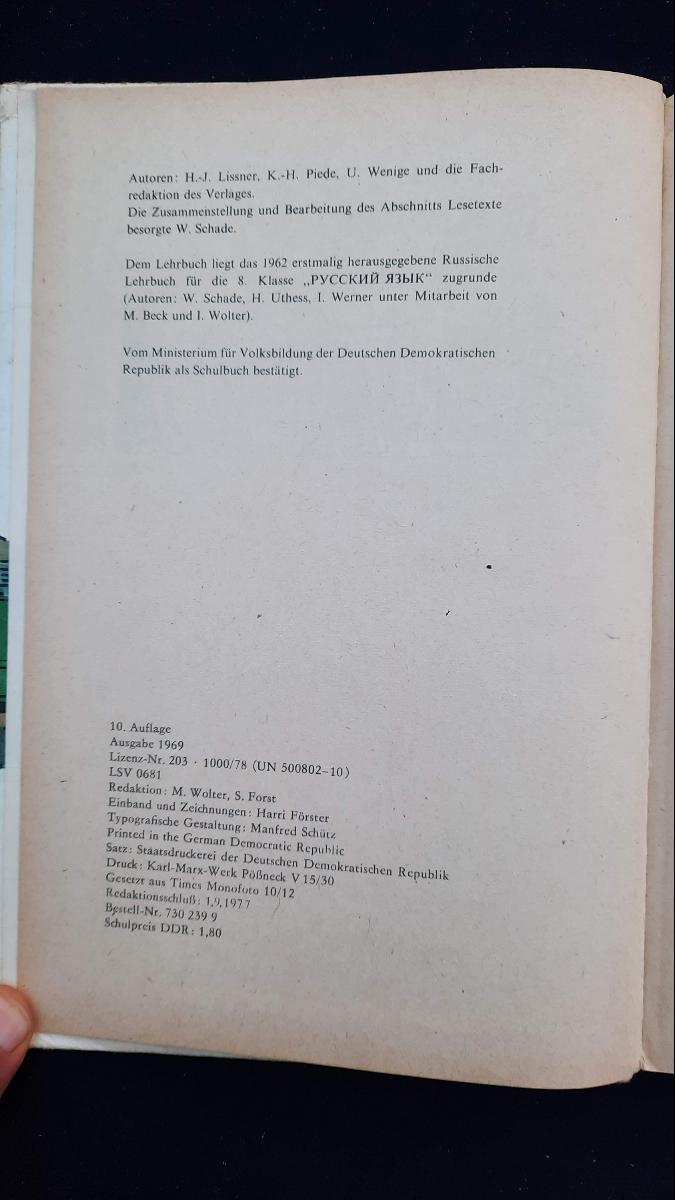 Autoren: H.-J. Lissner, K.-H. Piede, U. Wenige und die Fach-
redaktion des Verlages.
Die Zusammenstellung und Bearbeitung des Abschnitts Lesetexte
besorgte W. Schade.
Dem Lehrbuch liegt das 1962 erstmalig herausgegebene Russische
Lehrbuch für die 8. Klasse „РУССКИЙ ЯЗЫК“ zugrunde
(Autoren: W. Schade, H. Uthess, I. Werner unter Mitarbeit von
M. Beck und I. Wolter).
Vom Ministerium für Volksbildung der Deutschen Demokratischen
Republik als Schulbuch bestätigt.
10. Auflage
Ausgabe 1969
Lizenz-Nr. 203 · 1000/78 (UN 500802-10)
LSV 0681
Redaktion: M. Wolter, S. Forst
Einband und Zeichnungen: Harri Förster
Typografische Gestaltung: Manfred Schütz
Printed in the German Democratic Republic
Satz: Staatsdruckerei der Deutschen Demokratischen Republik
Druck: Karl-Marx-Werk Pößneck V 15/30
Gesetzt aus Times Monofoto 10/12
Redaktionsschluß: 1.9.1977
Bestell-Nr. 730 239 9
Schulpreis DDR: 1,80